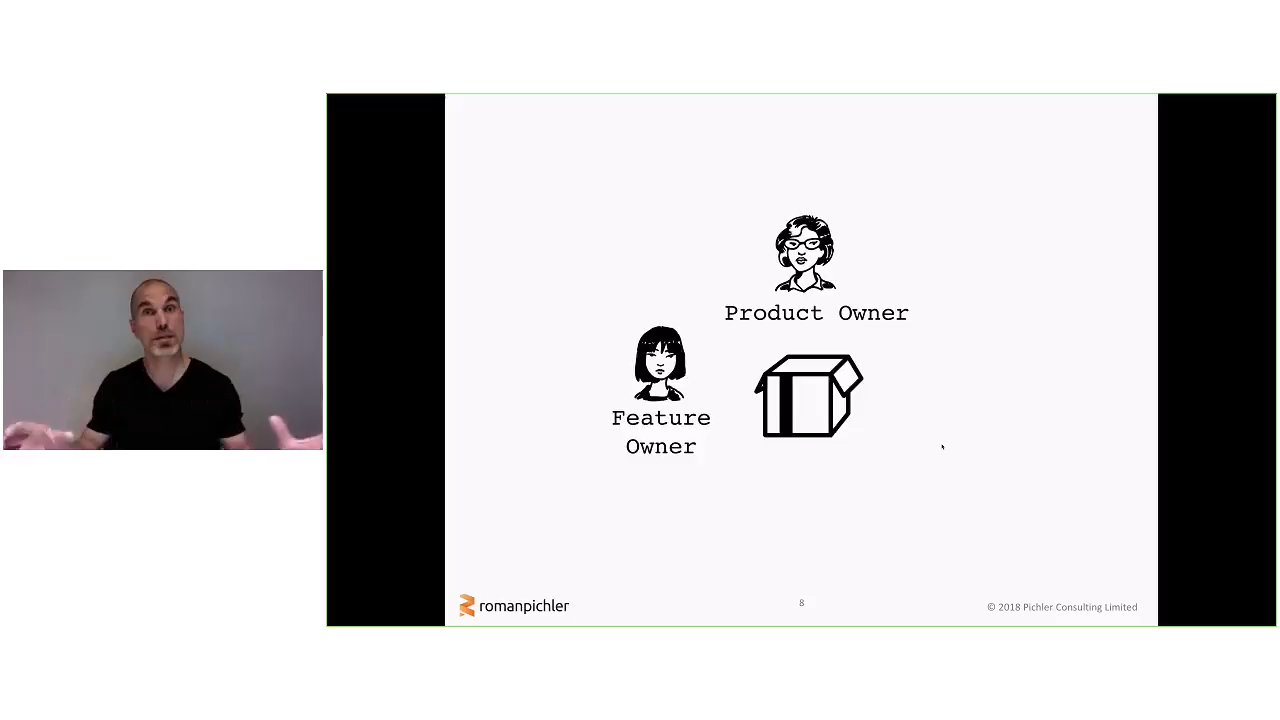 Product Owner
Feature
Owner
romanpichler
8
© 2018 Pichler Consulting Limited